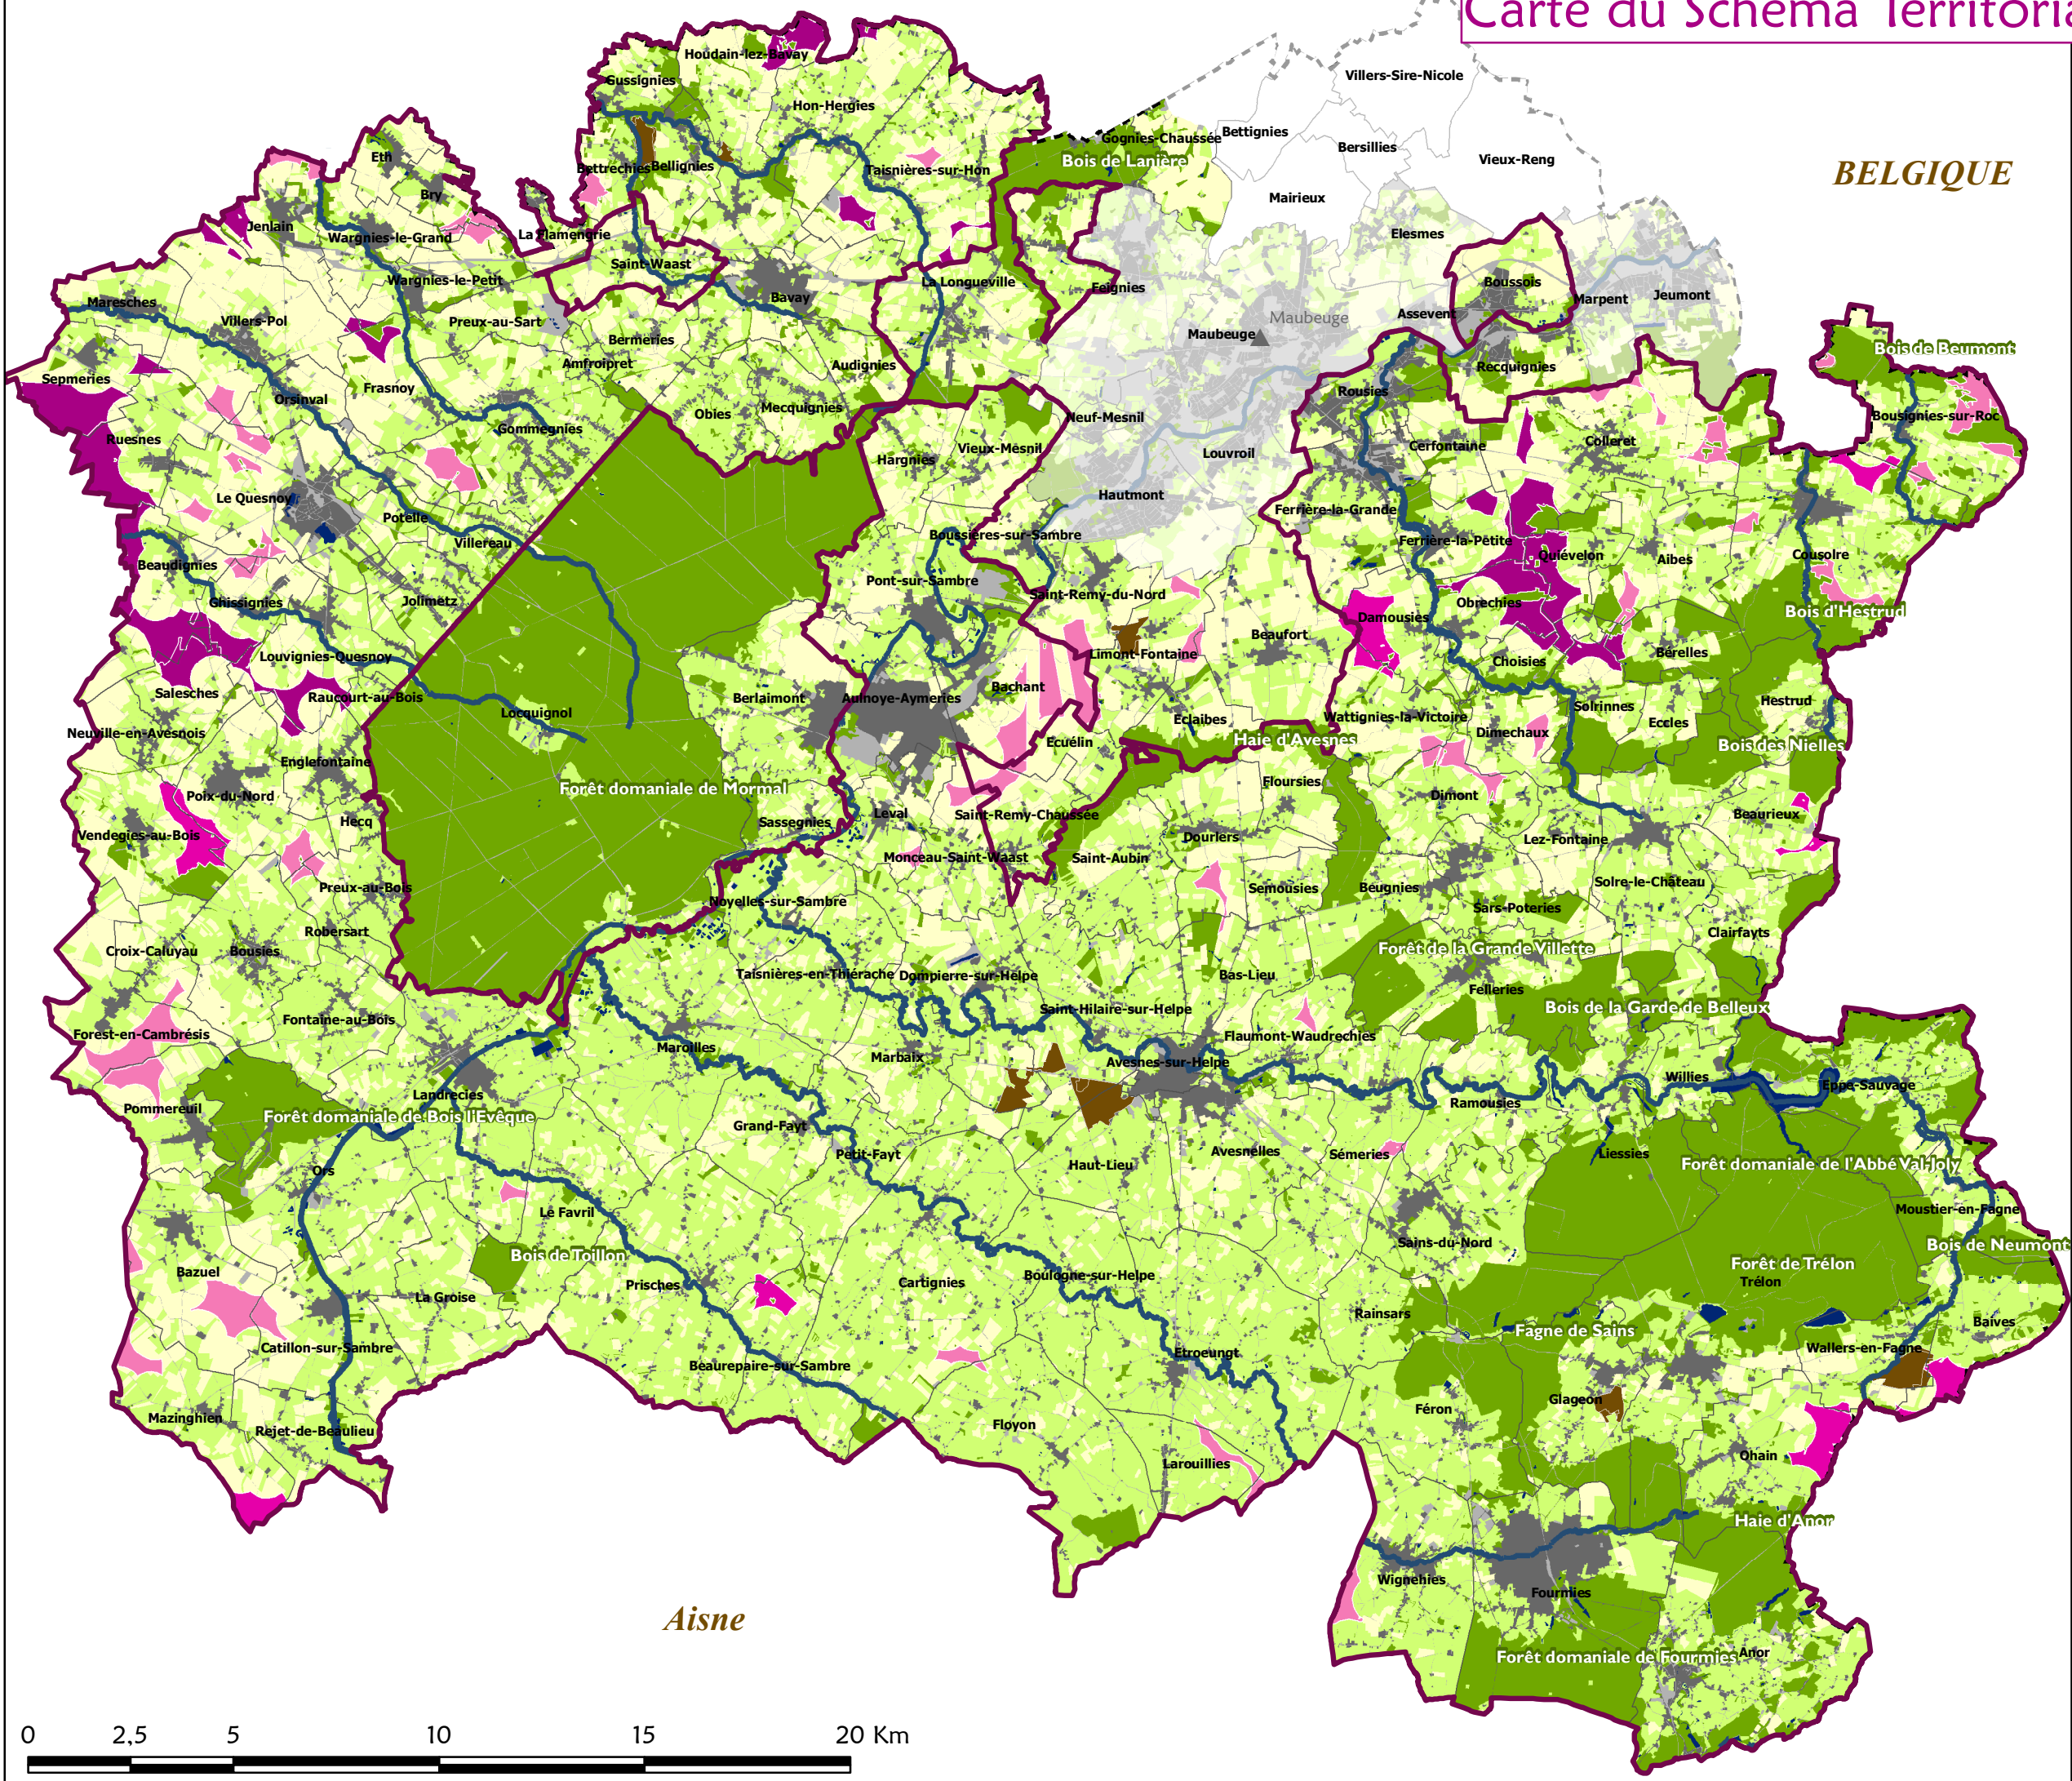 Carte du Schéma Territoria
BELGIQUE
Houdain-lez-Bavay
Gussignies
Hon-Hergies
Villers-Sire-Nicole
Gognies-Chaussée
Bettignies
Bois de Lanière
Bersillies
Vieux-Reng
Eth
Bry
Bettrechies
Bellignies
Taisnières-sur-Hon
Mairieux
Jenlain
Wargnies-le-Grand
La Flamengrie
Elesmes
Saint-Waast
Wargnies-le-Petit
Bavay
La Longueville
Feignies
Boussois
Marpent
Jeumont
Maresches
Villers-Pol
Preux-au-Sart
Bermeries
Assevent
Maubeuge
Maubeuge
Amfroipret
Audignies
Recquignies
Bois de Beumont
Sepmeries
Orsinval
Frasnoy
Rousies
Obies
Mecquignies
Neuf-Mesnil
Bousignies-sur-Roc
Gommegnies
Ruesnes
Hargnies
Vieux-Mesnil
Louvroil
Cerfontaine
Colleret
Le Quesnoy
Potelle
Hautmont
Ferrière-la-Grande
Villereau
Boussières-sur-Sambre
Ferrière-la-Petite
Quiévelon
Aibes
Cousolre
Beaudignies
Pont-sur-Sambre
Saint-Remy-du-Nord
Ghissignies
Jolimetz
Obrechies
Damousies
Bois d'Hestrud
Beaufort
Limont-Fontaine
Louvignies-Quesnoy
Choisies
Bérelles
Salesches
Raucourt-au-Bois
Berlaimont
Aulnoye-Aymeries
Bachant
Locquignol
Eclaibes
Wattignies-la-Victoire
Solrinnes
Eccles
Hestrud
Neuville-en-Avesnois
Ecuélin
Haie d'Avesnes
Dimechaux
Bois des Nielles
Englefontaine
Forêt domaniale de Mormal
Floursies
Poix-du-Nord
Dimont
Hecq
Sassegnies
Leval
Saint-Remy-Chaussée
Beaurieux
Vendegies-au-Bois
Dourlers
Lez-Fontaine
Monceau-Saint-Waast
Saint-Aubin
Preux-au-Bois
Semousies
Beugnies
Solre-le-Château
Noyelles-sur-Sambre
Sars-Poteries
Robersart
Clairfayts
Croix-Caluyau
Bousies
Forêt de la Grande Villette
Taisnières-en-Thiérache
Dompierre-sur-Helpe
Bas-Lieu
Felleries
Saint-Hilaire-sur-Helpe
Bois de la Garde de Belleux
Fontaine-au-Bois
Forest-en-Cambrésis
Flaumont-Waudrechies
Maroilles
Marbaix
Avesnes-sur-Helpe
Willies
Eppe-Sauvage
Landrecies
Ramousies
Pommereuil
Forêt domaniale de Bois l'Evêque
Grand-Fayt
Petit-Fayt
Haut-Lieu
Avesnelles
Sémeries
Liessies
Forêt domaniale de l'Abbé Val-Joly
Ors
Le Favril
Moustier-en-Fagne
Sains-du-Nord
Bois de Neumont
Bois de Toillon
Forêt de Trélon
Trélon
Bazuel
Prisches
Cartignies
Boulogne-sur-Helpe
La Groise
Rainsars
Baives
Fagne de Sains
Catillon-sur-Sambre
Wallers-en-Fagne
Etroeungt
Beaurepaire-sur-Sambre
Glageon
Féron
Mazinghien
Floyon
Rejet-de-Beaulieu
Ohain
Larouillies
Haie d'Anor
Wignehies
Fourmies
Aisne
Forêt domaniale de Fourmies
Anor
0 2,5 5 10 15 20 Km